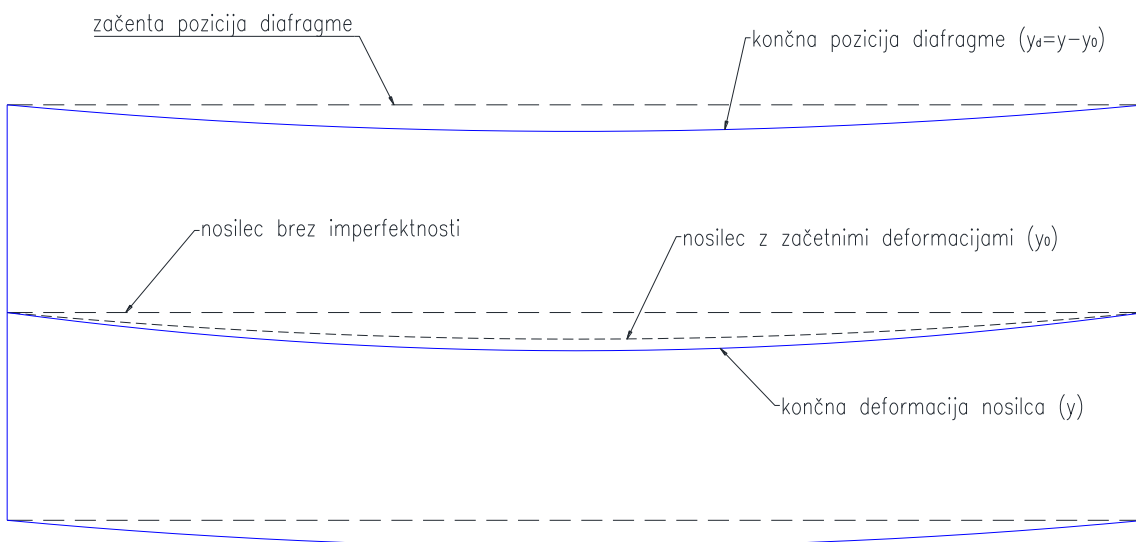 začenta pozicija diafragme
končna pozicija diafragme (yd=y-y0)
nosilec brez imperfektnosti
nosilec z začetnimi deformacijami (y0)
končna deformacija nosilca (y)